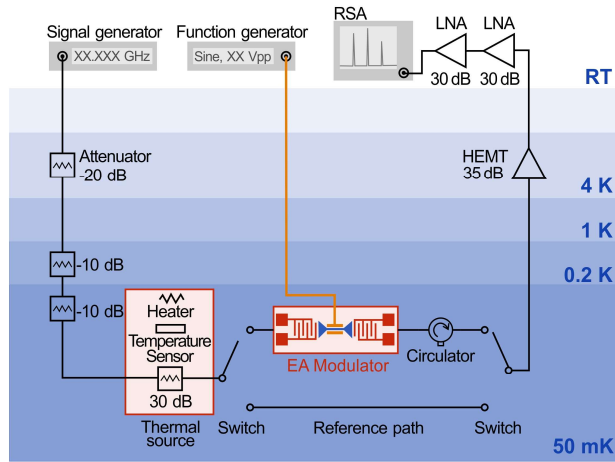 Signal generator
XX.XXX GHz
Function generator
Sine, XX Vpp
RSA
LNA
LNA
30 dB
30 dB
RT
Attenuator
-20 dB
HEMT
35 dB
4 K
1 K
-10 dB
0.2 K
-10 dB
Heater
Temperature
Sensor
30 dB
Thermal
source
EA Modulator
Circulator
Switch
Reference path
Switch
50 mK